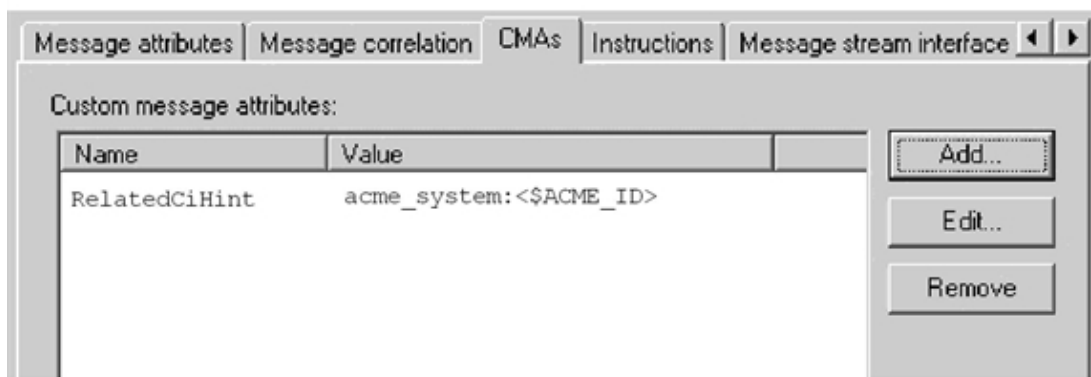 Message attributes Message correlation CMAs Instructions Message stream interface
Custom message attributes:
Name Value
Add...
RelatedCiHint acme_system:<$ACME_ID>
Edit...
Remove